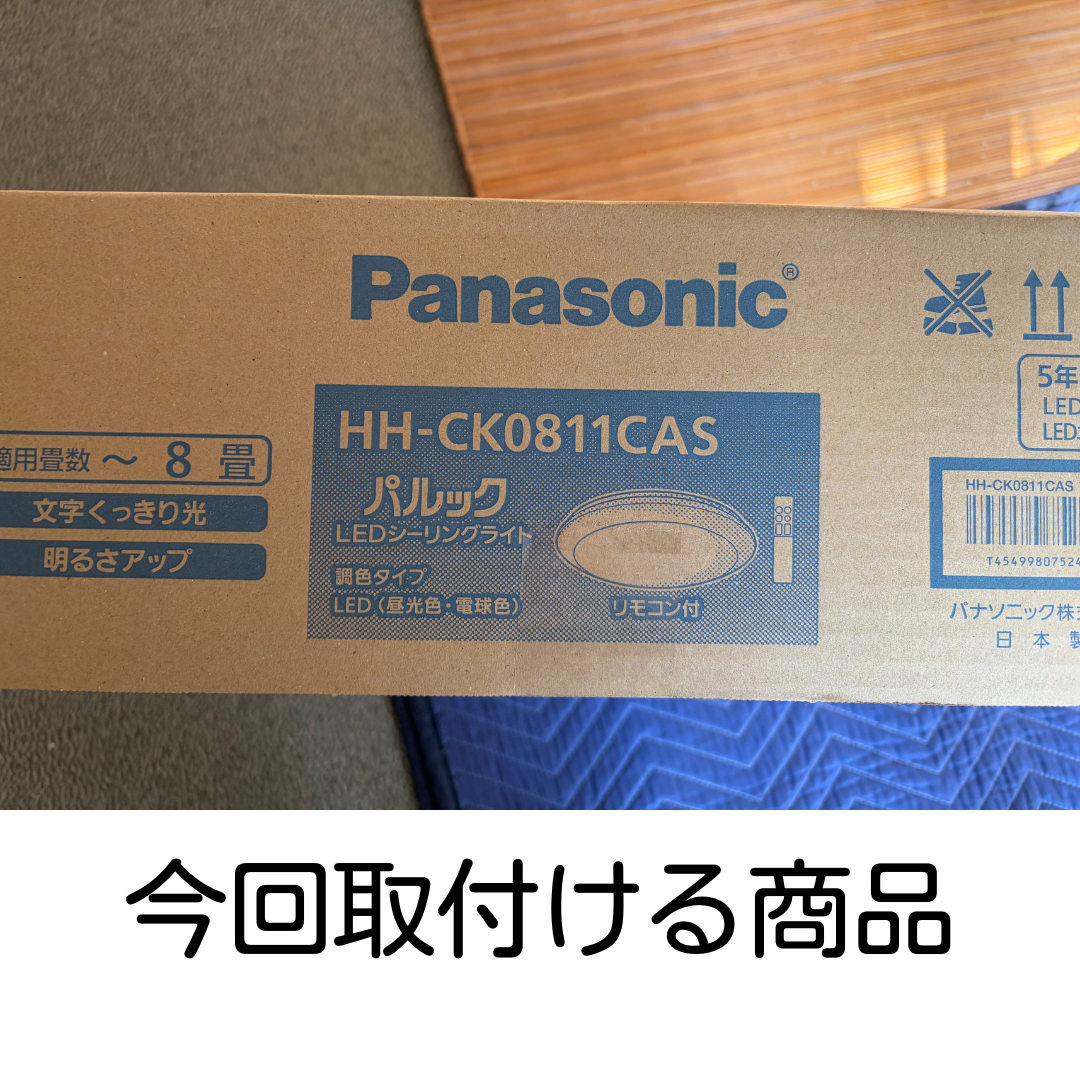 Panasonic®
HH-CK0811CAS
適用畳数 ～ 8 畳
文字くっきり光
明るさアップ
パルック
LEDシーリングライト
調色タイプ
LED（昼光色・電球色）
リモコン付
5年
LED
LED
HH-CK0811CAS
T45499807524
パナソニック株
日本製
今回取付ける商品